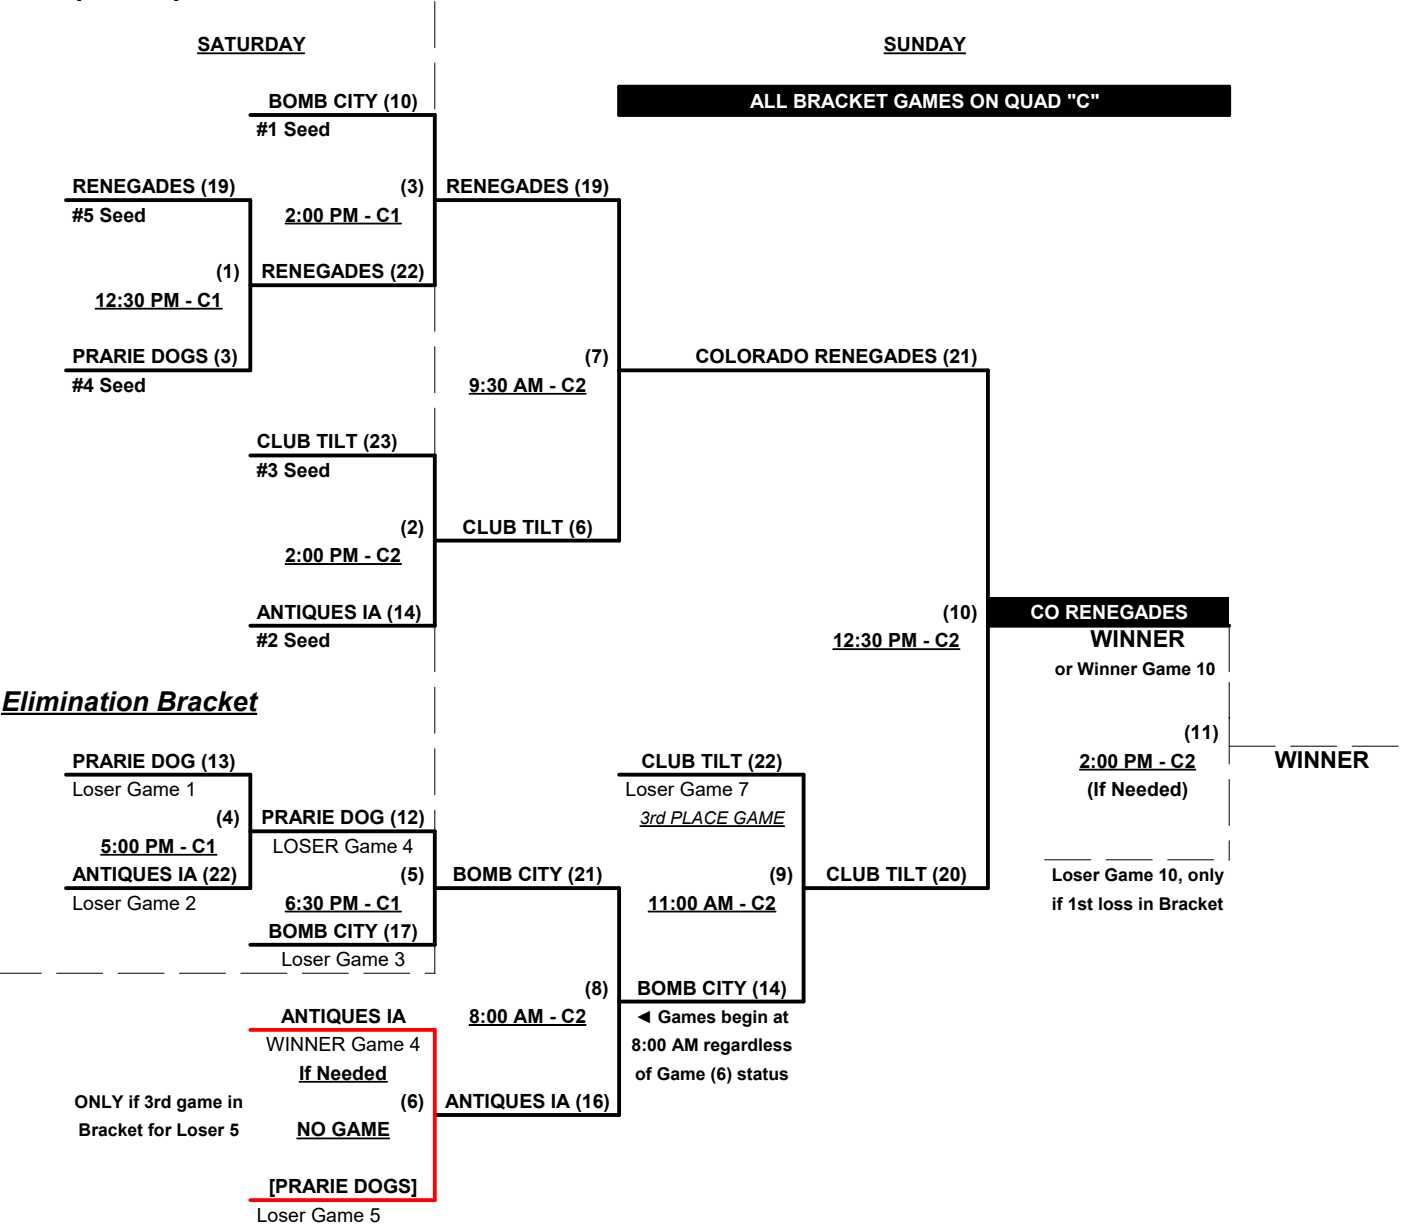 SATURDAY
SUNDAY
BOMB CITY (10)
ALL BRACKET GAMES ON QUAD "C"
#1 Seed
RENEGADES (19)
(3)
RENEGADES (19)
#5 Seed
2:00 PM - C1
(1)
RENEGADES (22)
12:30 PM - C1
PRARIE DOGS (3)
(7)
COLORADO RENEGADES (21)
#4 Seed
9:30 AM - C2
CLUB TILT (23)
#3 Seed
(2)
CLUB TILT (6)
2:00 PM - C2
ANTIQUES IA (14)
(10)
CO RENEGADES
#2 Seed
12:30 PM - C2
WINNER
or Winner Game 10
Elimination Bracket
(11)
PRARIE DOG (13)
CLUB TILT (22)
2:00 PM - C2
WINNER
Loser Game 1
Loser Game 7
(If Needed)
(4)
PRARIE DOG (12)
3rd PLACE GAME
5:00 PM - C1
LOSER Game 4
ANTIQUES IA (22)
(5)
BOMB CITY (21)
(9)
CLUB TILT (20)
Loser Game 10, only
Loser Game 2
6:30 PM - C1
11:00 AM - C2
if 1st loss in Bracket
BOMB CITY (17)
Loser Game 3
(8)
BOMB CITY (14)
ANTIQUES IA
8:00 AM - C2
◄ Games begin at
WINNER Game 4
8:00 AM regardless
If Needed
of Game (6) status
ONLY if 3rd game in
(6)
ANTIQUES IA (16)
Bracket for Loser 5
NO GAME
[PRARIE DOGS]
Loser Game 5